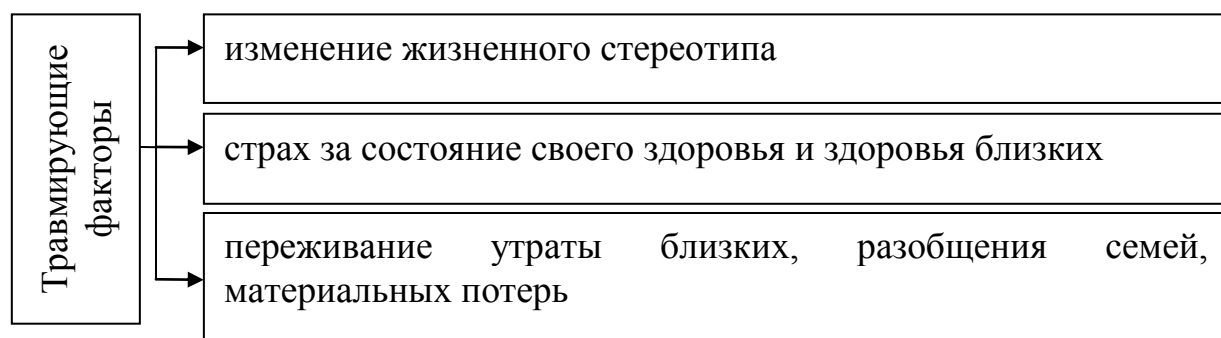 Травмирующие
факторы
изменение жизненного стереотипа
страх за состояние своего здоровья и здоровья близких
переживание утраты близких, разобщения семей,
материальных потерь